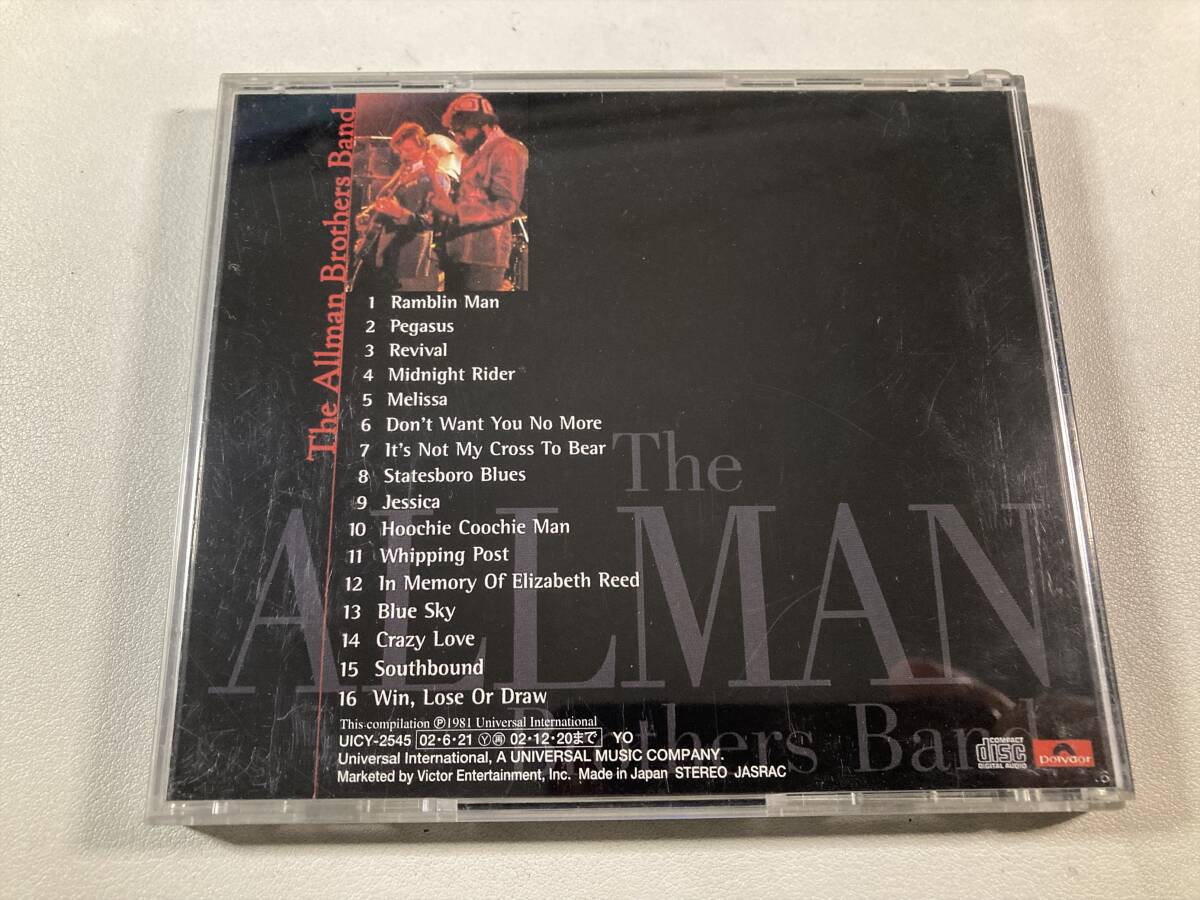 The Allman Brothers Band
1 Ramblin Man
2 Pegasus
3 Revival
4 Midnight Rider
5 Melissa
6 Don't Want You No More
7 It's Not My Cross To Bear
8 Statesboro Blues
9 Jessica
10 Hoochie Coochie Man
11 Whipping Post
12 In Memory Of Elizabeth Reed
13 Blue Sky
14 Crazy Love
15 Southbound
16 Win, Lose Or Draw
The
ALLMAN
Brothers Band
This compilation ℗1981 Universal International
UICY-2545 02・6・21 Ⓨ㊞ 02・12・20まで YO
Universal International, A UNIVERSAL MUSIC COMPANY.
Marketed by Victor Entertainment, Inc. Made in Japan STEREO JASRAC
COMPACT
disc
DIGITAL AUDIO
Polydor